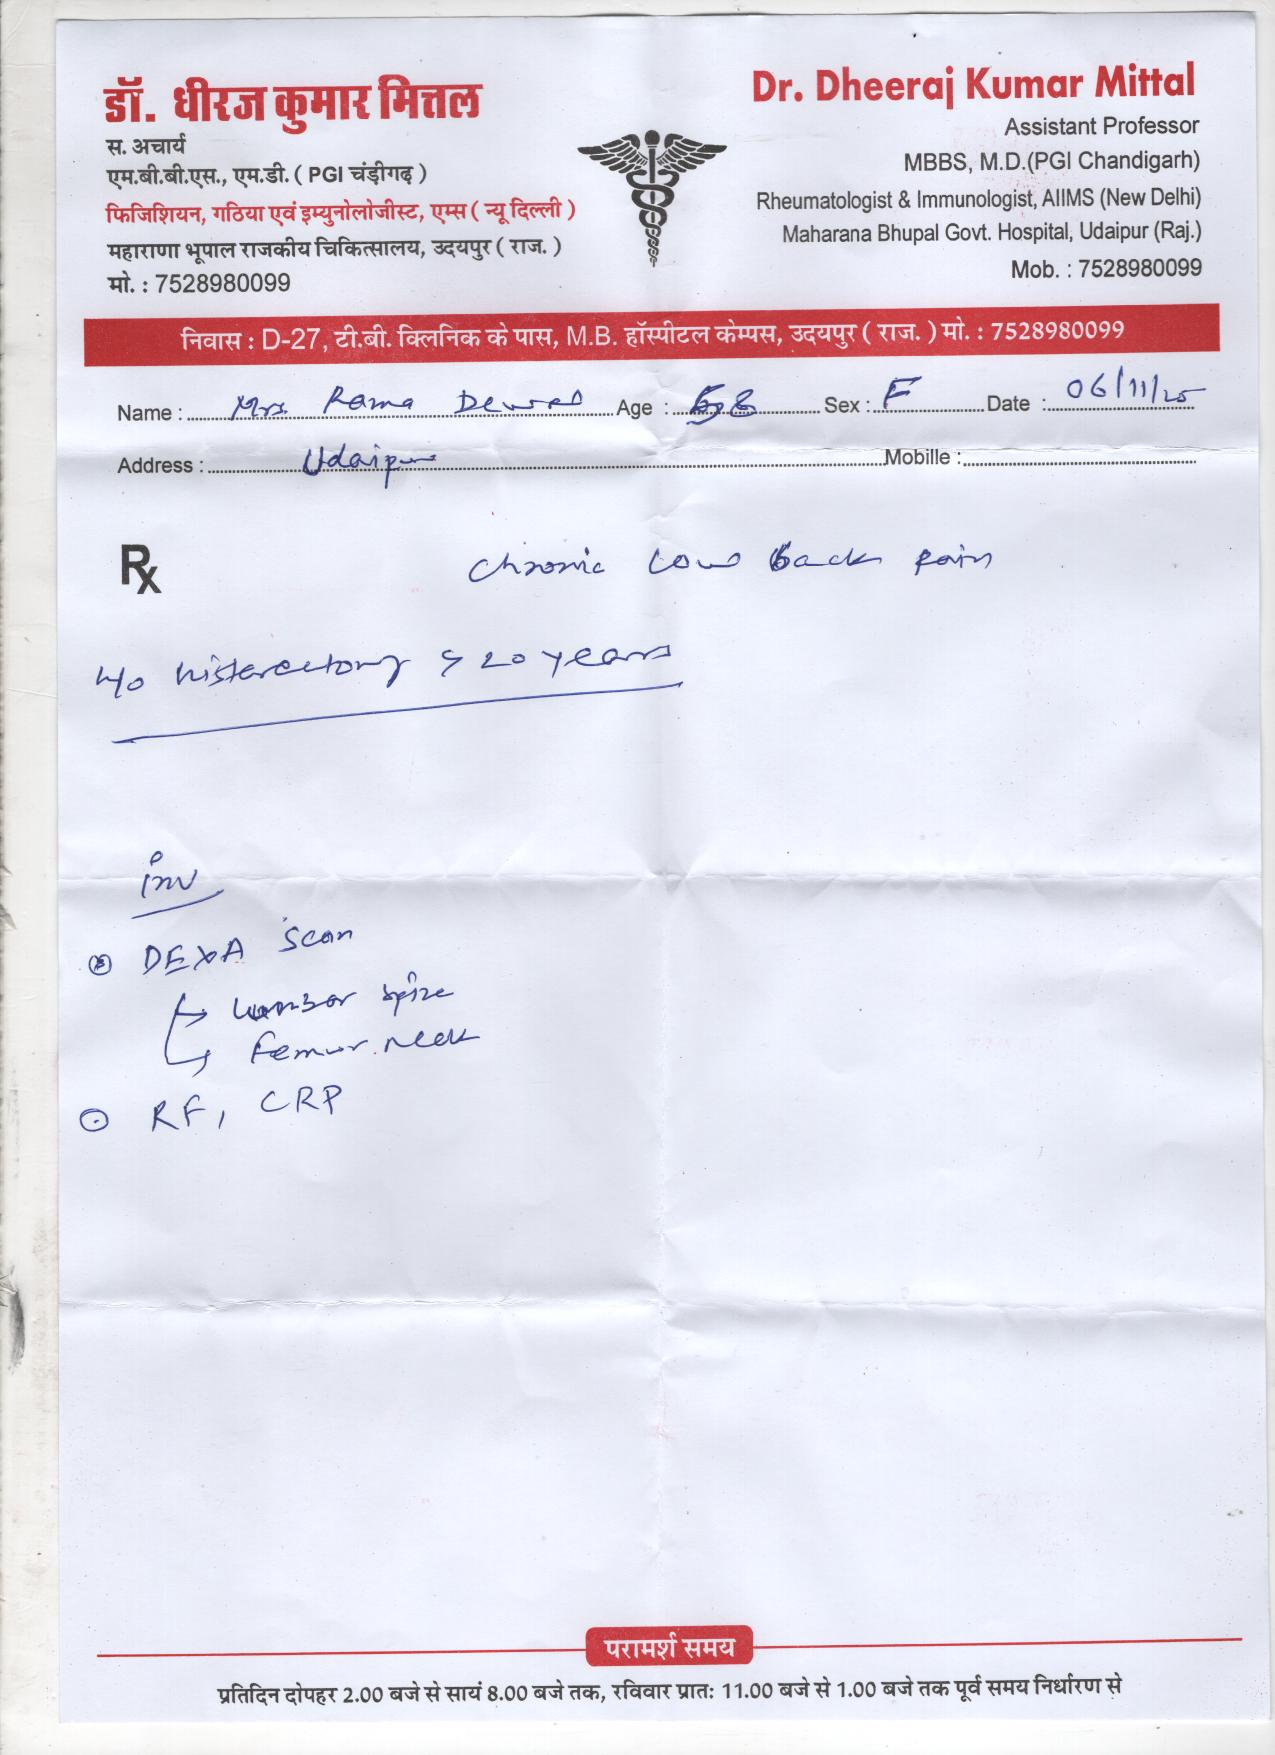 डॉ. धीरज कुमार मित्तल
स. आचार्य
एम.बी.बी.एस., एम.डी. ( PGI चंड़ीगढ़ )
फिजिशियन, गठिया एवं इम्युनोलोजीस्ट, एम्स ( न्यू दिल्ली )
महाराणा भूपाल राजकीय चिकित्सालय, उदयपुर ( राज. )
मो. : 7528980099
Dr. Dheeraj Kumar Mittal
Assistant Professor
MBBS, M.D.(PGI Chandigarh)
Rheumatologist & Immunologist, AIIMS (New Delhi)
Maharana Bhupal Govt. Hospital, Udaipur (Raj.)
Mob. : 7528980099
निवास : D-27, टी.बी. क्लिनिक के पास, M.B. हॉस्पीटल केम्पस, उदयपुर ( राज. ) मो. : 7528980099
Name : Mrs. Rama Age : Sex : F Date : 06/11/25
Address : Udaipur Mobille :
Rx
Chronic Low back pain
H/o histerectomy > 20 years
inv
DEXA Scan
Lumbar spine
Femur neck
RF, CRP
परामर्श समय
प्रतिदिन दोपहर 2.00 बजे से सायं 8.00 बजे तक, रविवार प्रातः 11.00 बजे से 1.00 बजे तक पूर्व समय निर्धारण से